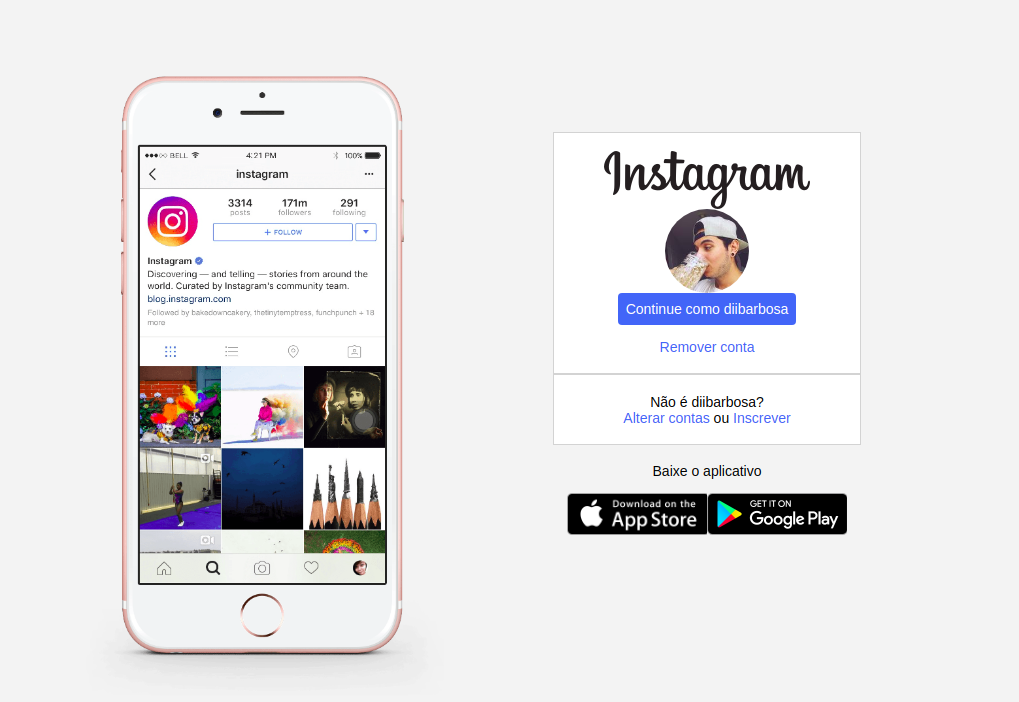 BELL 4:21 PM 100%
instagram
3314 171m 291
posts followers following
+ FOLLOW
Instagram
Discovering — and telling — stories from around the
world. Curated by Instagram's community team.
blog.instagram.com
Followed by bakedowncakery, thetinytemptress, funchpunch + 18
more
Instagram
Continue como diibarbosa
Remover conta
Não é diibarbosa?
Alterar contas ou Inscrever
Baixe o aplicativo
Download on the
App Store
GET IT ON
Google Play